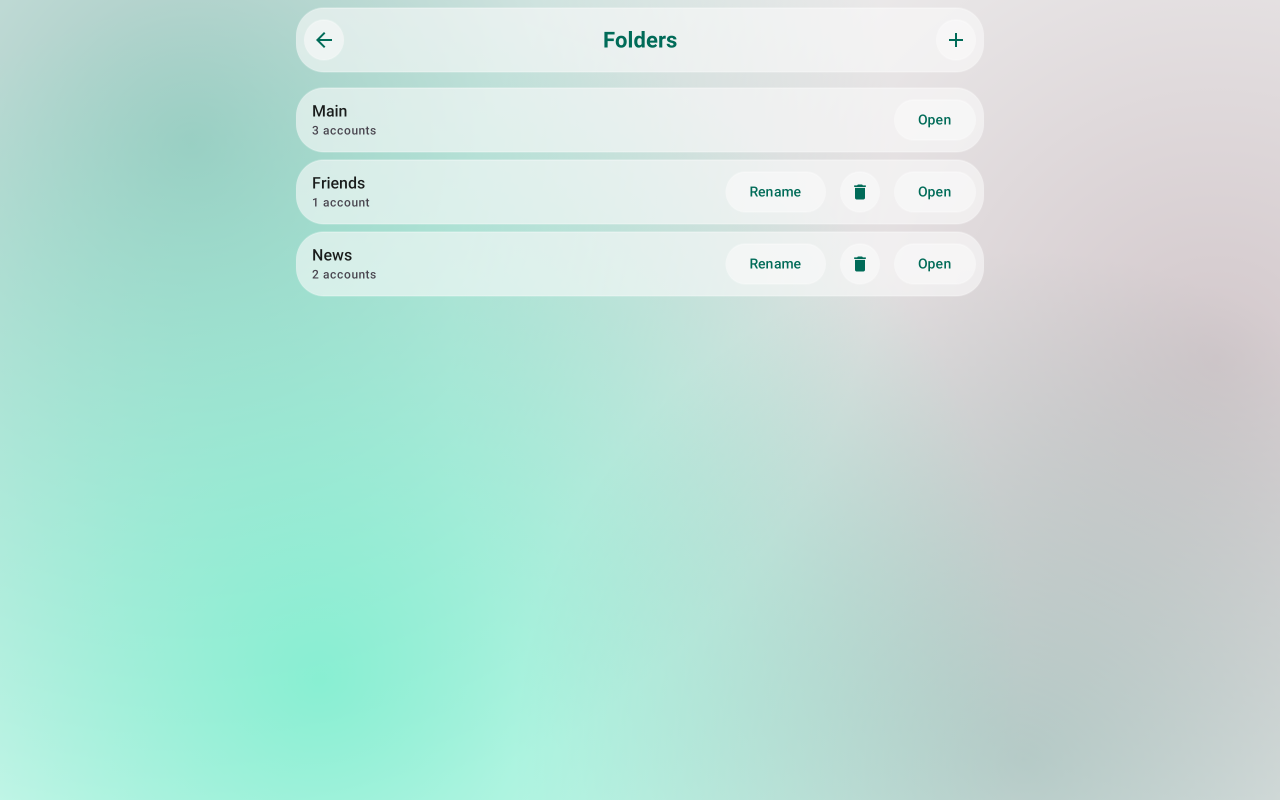 Folders
Main
3 accounts
Open
Friends
1 account
Rename
Open
News
2 accounts
Rename
Open